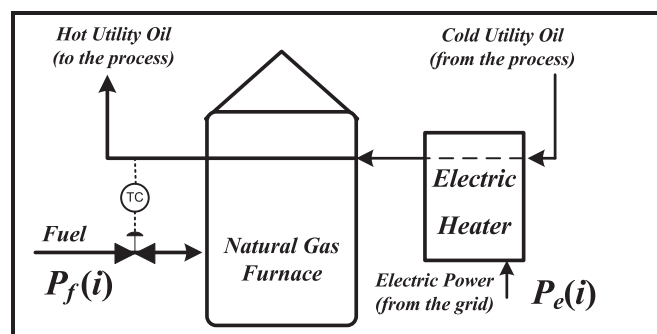 Hot Utility Oil
(to the process)
Cold Utility Oil
(from the process)
TC
Electric
Heater
Fuel
Natural Gas
Furnace
P_f(i)
Electric Power
(from the grid)
P_e(i)